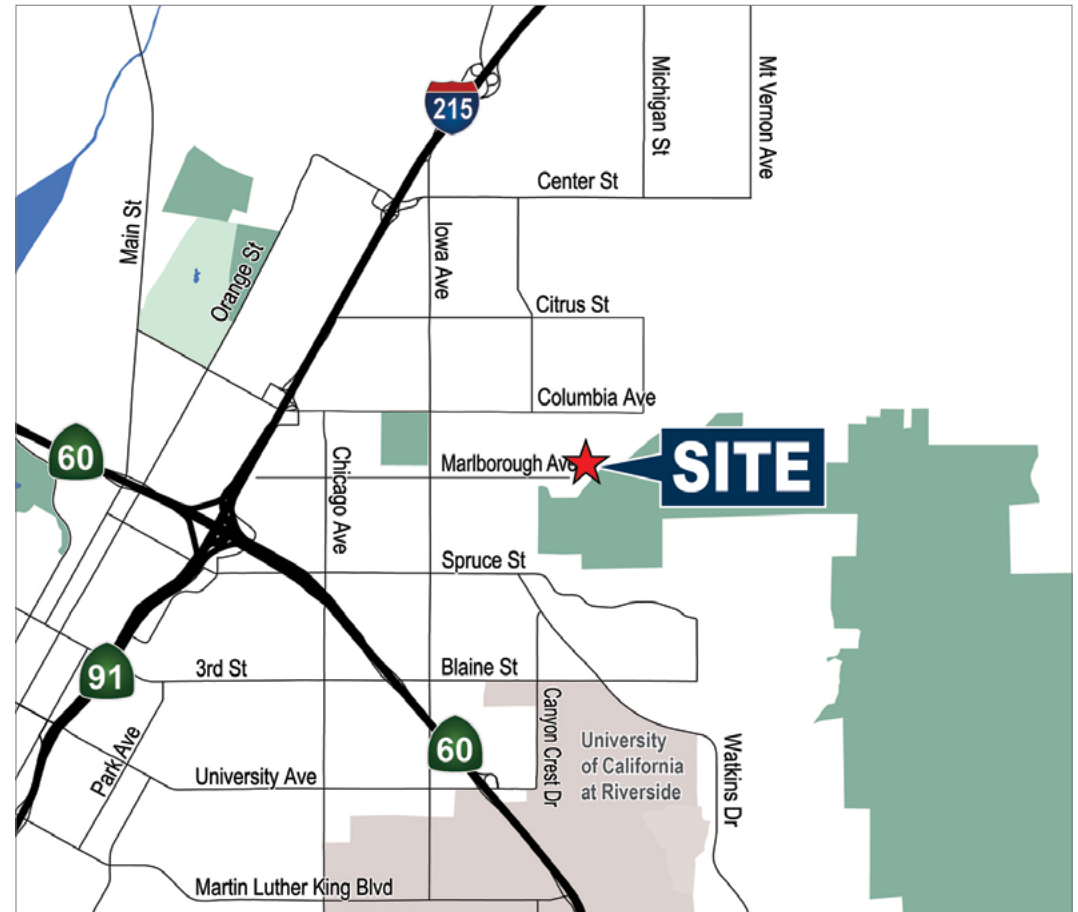 215
Michigan St
Mt Vernon Ave
Center St
Main St
Iowa Ave
Orange St
Citrus St
Columbia Ave
60
Chicago Ave
Marlborough Ave
SITE
Spruce St
91
3rd St
Blaine St
Canyon Crest Dr
60
University
of California
at Riverside
Watkins Dr
Park Ave
University Ave
Martin Luther King Blvd